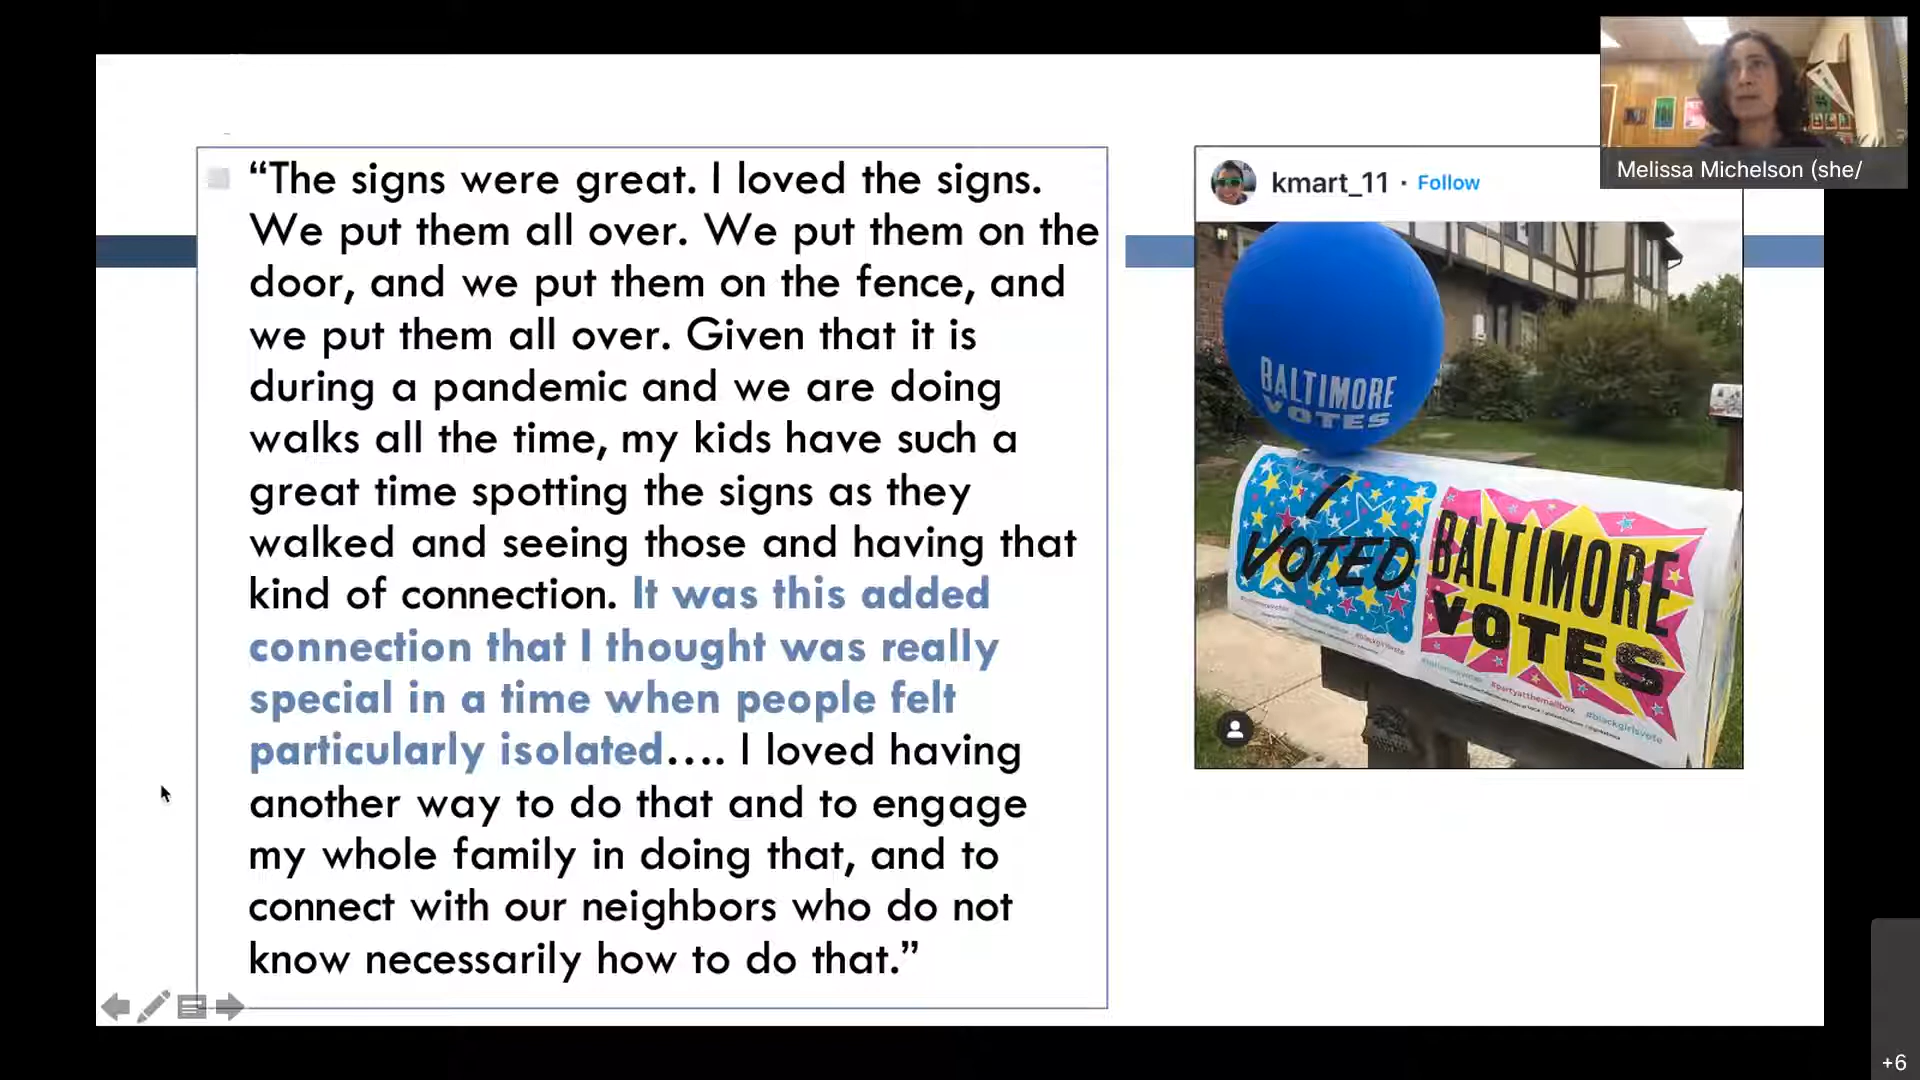 “The signs were great. I loved the signs.
We put them all over. We put them on the
door, and we put them on the fence, and
we put them all over. Given that it is
during a pandemic and we are doing
walks all the time, my kids have such a
great time spotting the signs as they
walked and seeing those and having that
kind of connection. It was this added
connection that I thought was really
special in a time when people felt
particularly isolated…. I loved having
another way to do that and to engage
my whole family in doing that, and to
connect with our neighbors who do not
know necessarily how to do that.”
kmart_11 · Follow
BALTIMORE
VOTES
I
VOTED
BALTIMORE
VOTES
#partyatthemailbox
#blackgirlsvote
Melissa Michelson (she/
+6